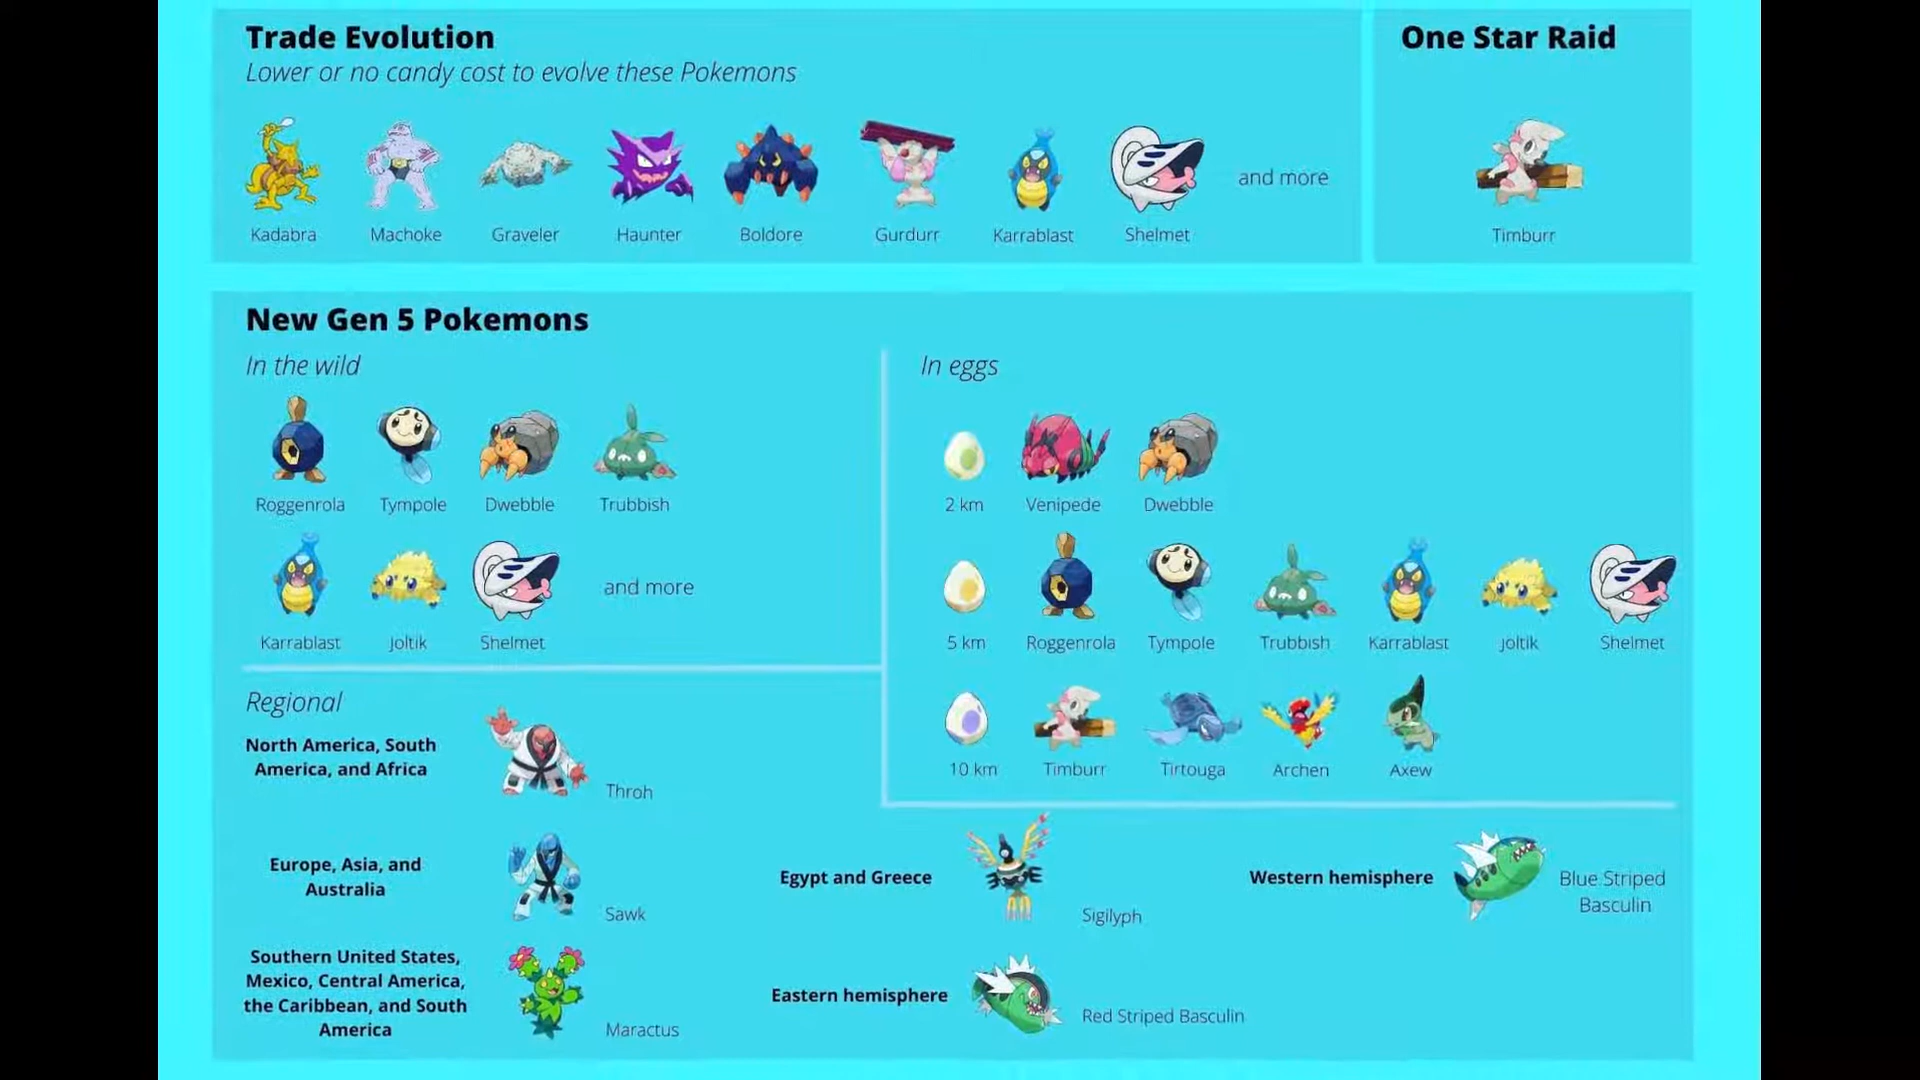 Trade Evolution
Lower or no candy cost to evolve these Pokemons
Kadabra
Machoke
Graveler
Haunter
Boldore
Gurdurr
Karrablast
Shelmet
and more
One Star Raid
Timburr
New Gen 5 Pokemons
In the wild
Roggenrola
Tympole
Dwebble
Trubbish
Karrablast
Joltik
Shelmet
and more
In eggs
2 km
Venipede
Dwebble
5 km
Roggenrola
Tympole
Trubbish
Karrablast
Joltik
Shelmet
10 km
Timburr
Tirtouga
Archen
Axew
Regional
North America, South
America, and Africa
Throh
Europe, Asia, and
Australia
Sawk
Egypt and Greece
Sigilyph
Western hemisphere
Blue Striped
Basculin
Southern United States,
Mexico, Central America,
the Caribbean, and South
America
Maractus
Eastern hemisphere
Red Striped Basculin